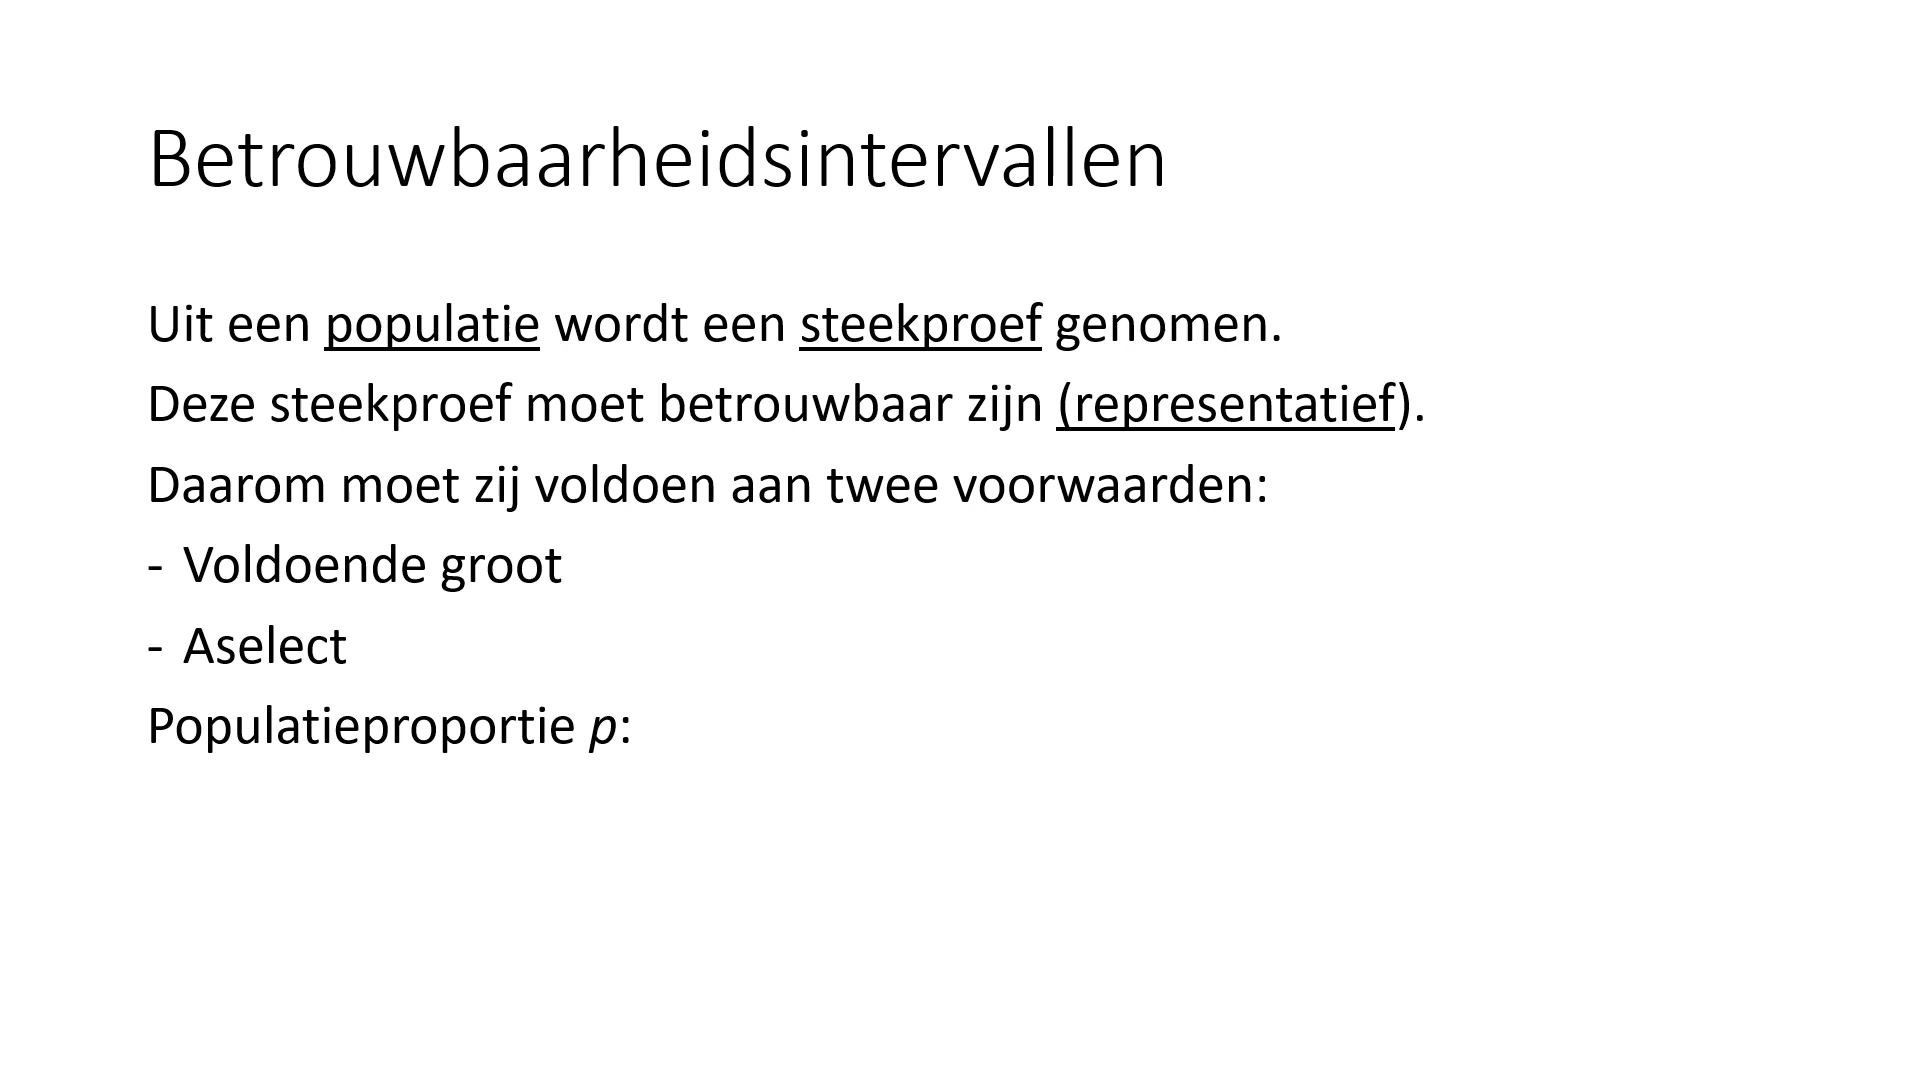 Betrouwbaarheidsintervallen
Uit een populatie wordt een steekproef genomen.
Deze steekproef moet betrouwbaar zijn (representatief).
Daarom moet zij voldoen aan twee voorwaarden:
- Voldoende groot
- Aselect
Populatieproportie p: